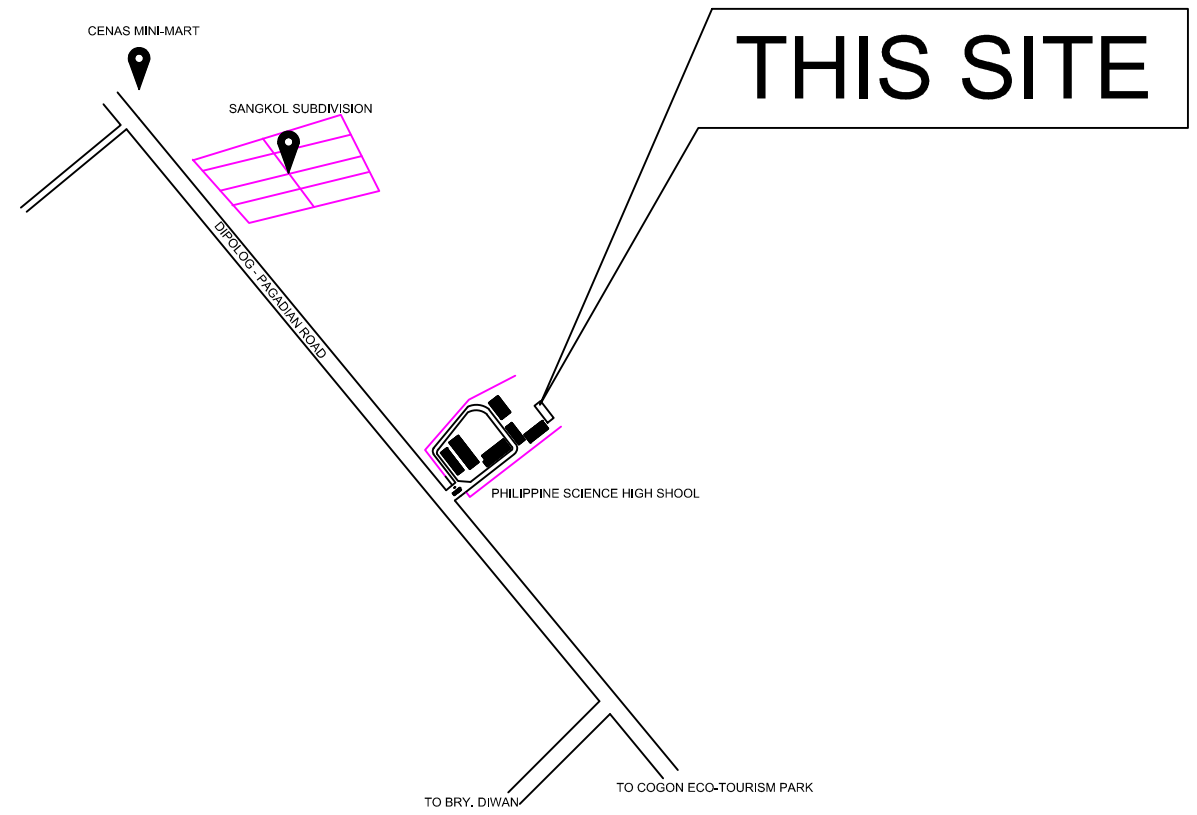 CENAS MINI-MART
THIS SITE
SANGKOL SUBDIVISION
DIPOLOG - PAGADIAN ROAD
PHILIPPINE SCIENCE HIGH SHOOL
TO COGON ECO-TOURISM PARK
TO BRY. DIWAN